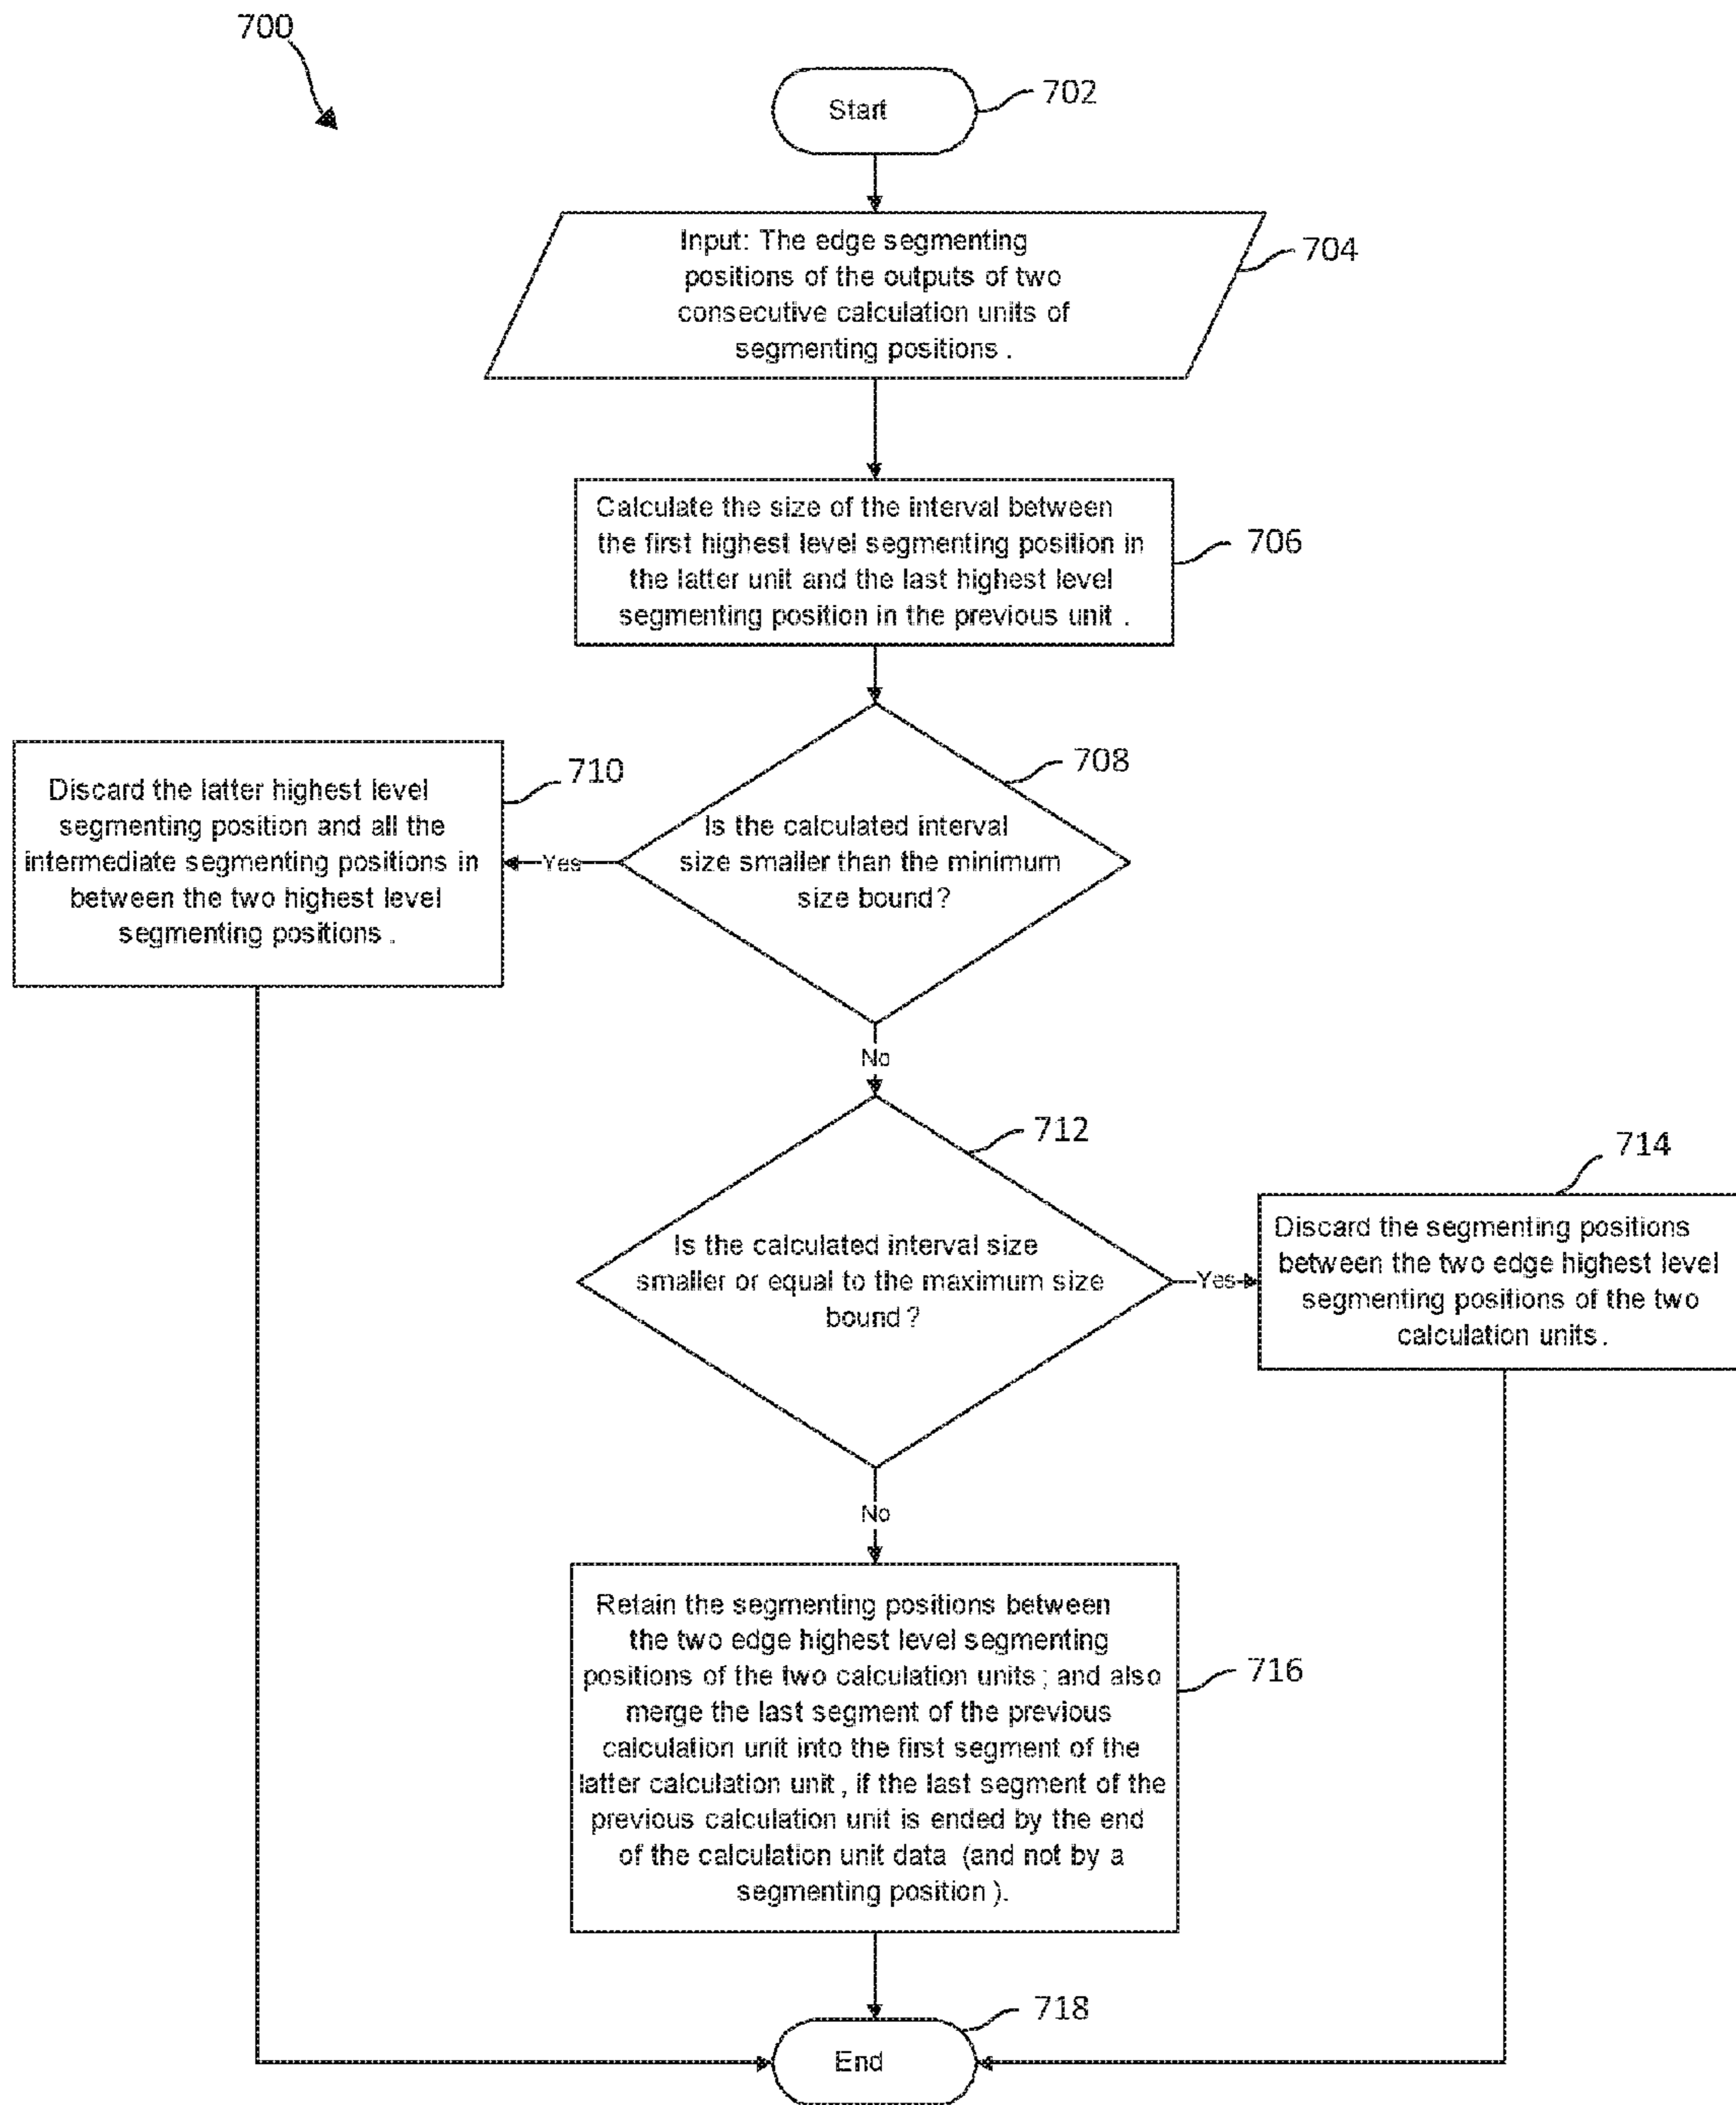 700
Start
702
Input: The edge segmenting
positions of the outputs of two
consecutive calculation units of
segmenting positions .
704
Calculate the size of the interval between
the first highest level segmenting position in
the latter unit and the last highest level
segmenting position in the previous unit .
706
Discard the latter highest level
segmenting position and all the
intermediate segmenting positions in
between the two highest level
segmenting positions .
710
Yes
Is the calculated interval
size smaller than the minimum
size bound?
708
No
Is the calculated interval size
smaller or equal to the maximum size
bound?
712
Yes
714
Discard the segmenting positions
between the two edge highest level
segmenting positions of the two
calculation units .
No
Retain the segmenting positions between
the two edge highest level segmenting
positions of the two calculation units ; and also
merge the last segment of the previous
calculation unit into the first segment of the
latter calculation unit , if the last segment of the
previous calculation unit is ended by the end
of the calculation unit data (and not by a
segmenting position ).
716
End
718